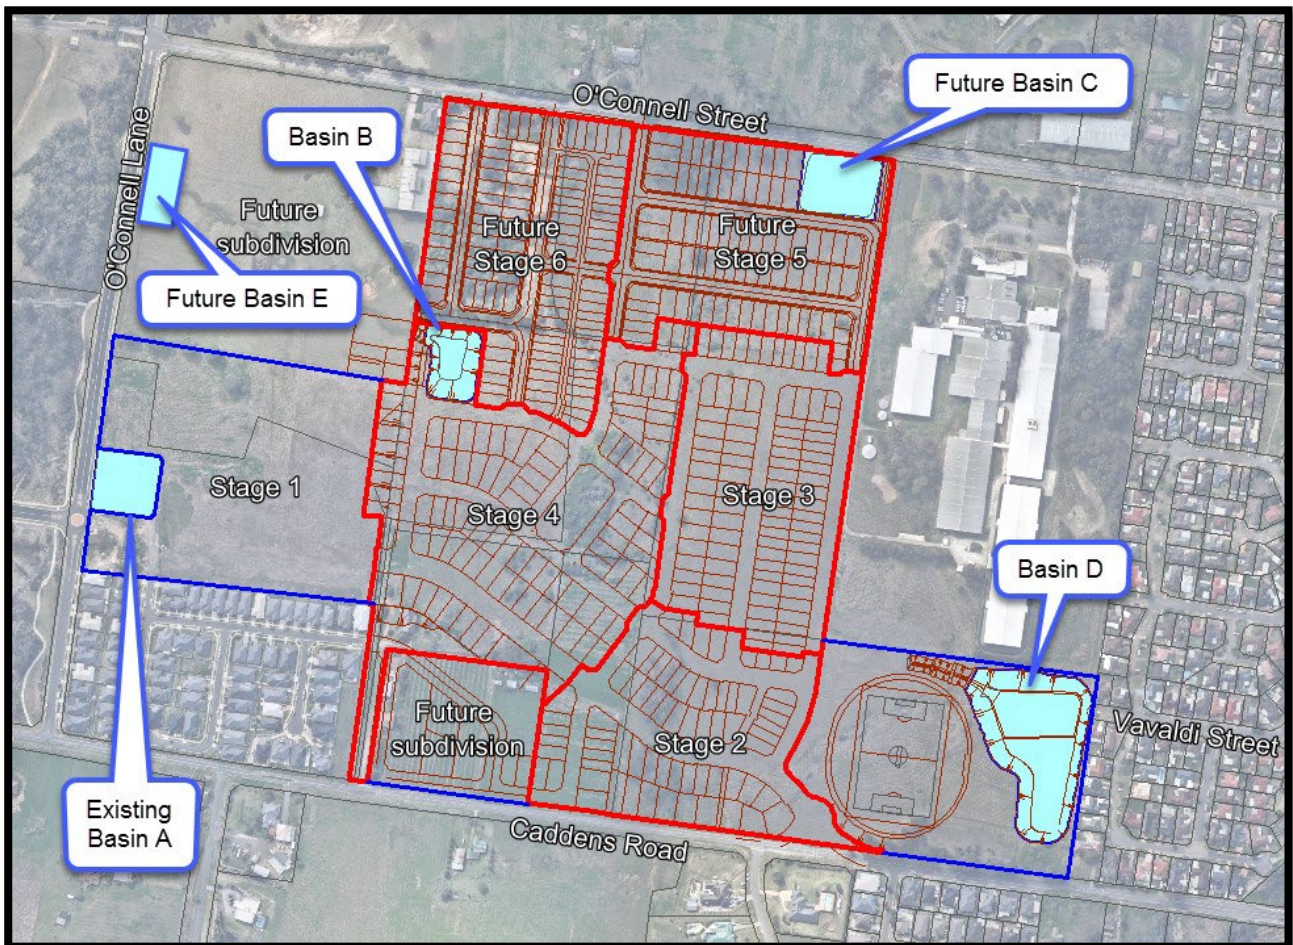 O'Connell Street
Future Basin C
Basin B
O'Connell Lane
Future
subdivision
Future
Stage 6
Future
Stage 5
Future Basin E
Stage 1
Stage 4
Stage 3
Basin D
Future
subdivision
Stage 2
Vavaldi Street
Existing
Basin A
Caddens Road